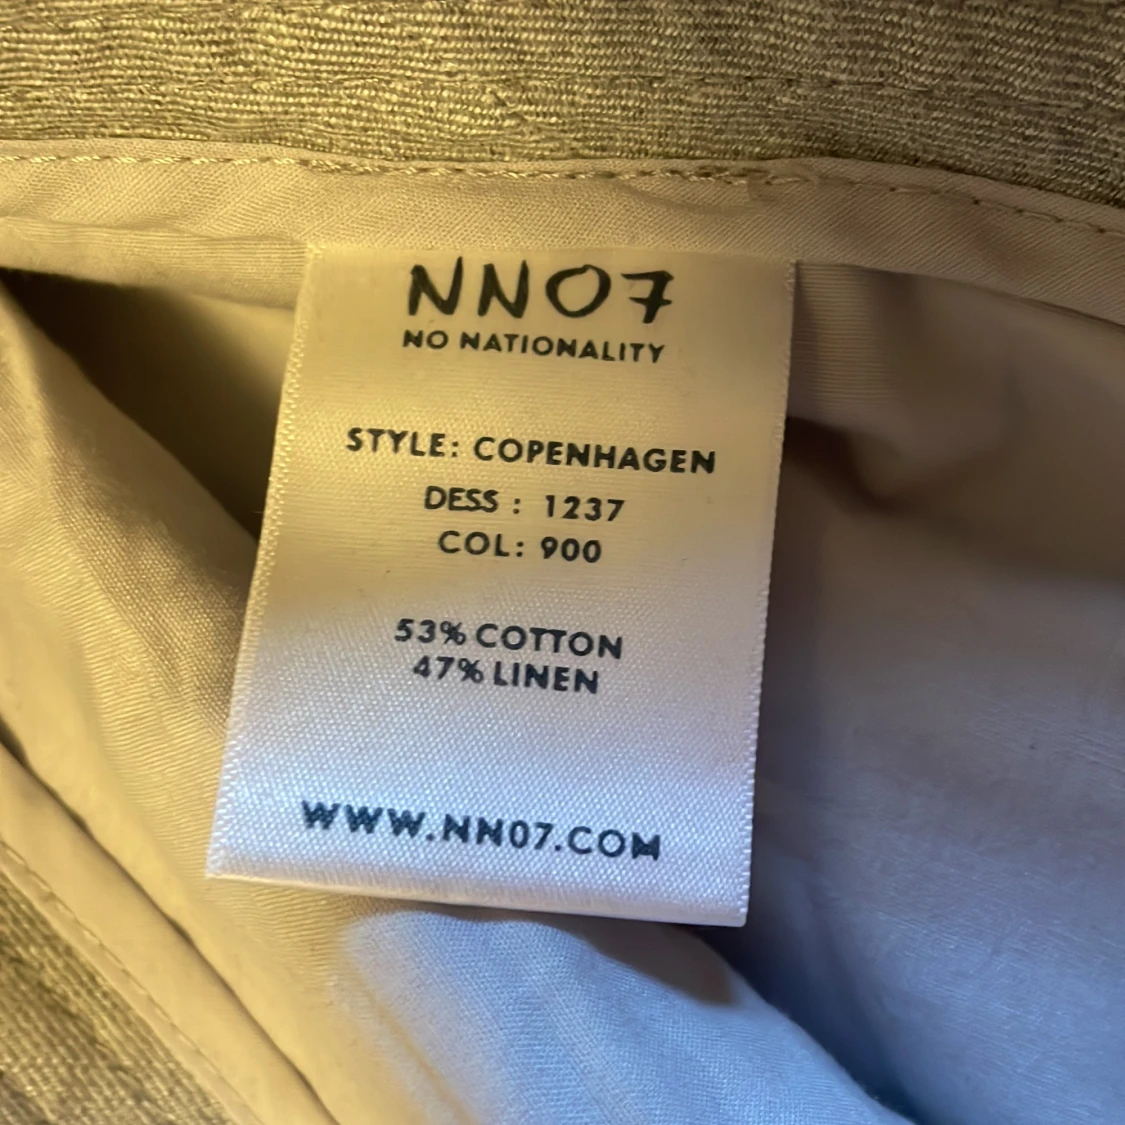 NN07
NO NATIONALITY
STYLE: COPENHAGEN
DESS : 1237
COL: 900
53% COTTON
47% LINEN
WWW.NN07.COM